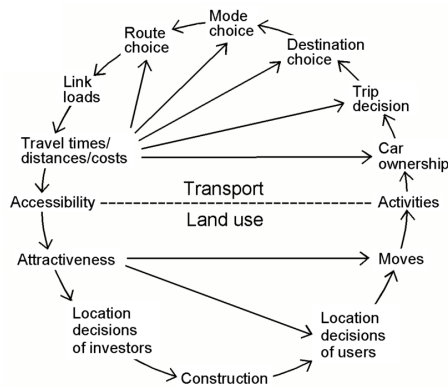 Mode
choice
Route
choice
Destination
choice
Link
loads
Trip
decision
Travel times/
distances/costs
Car
ownership
Transport
Accessibility
Activities
Land use
Attractiveness
Moves
Location
decisions
of investors
Location
decisions
of users
Construction